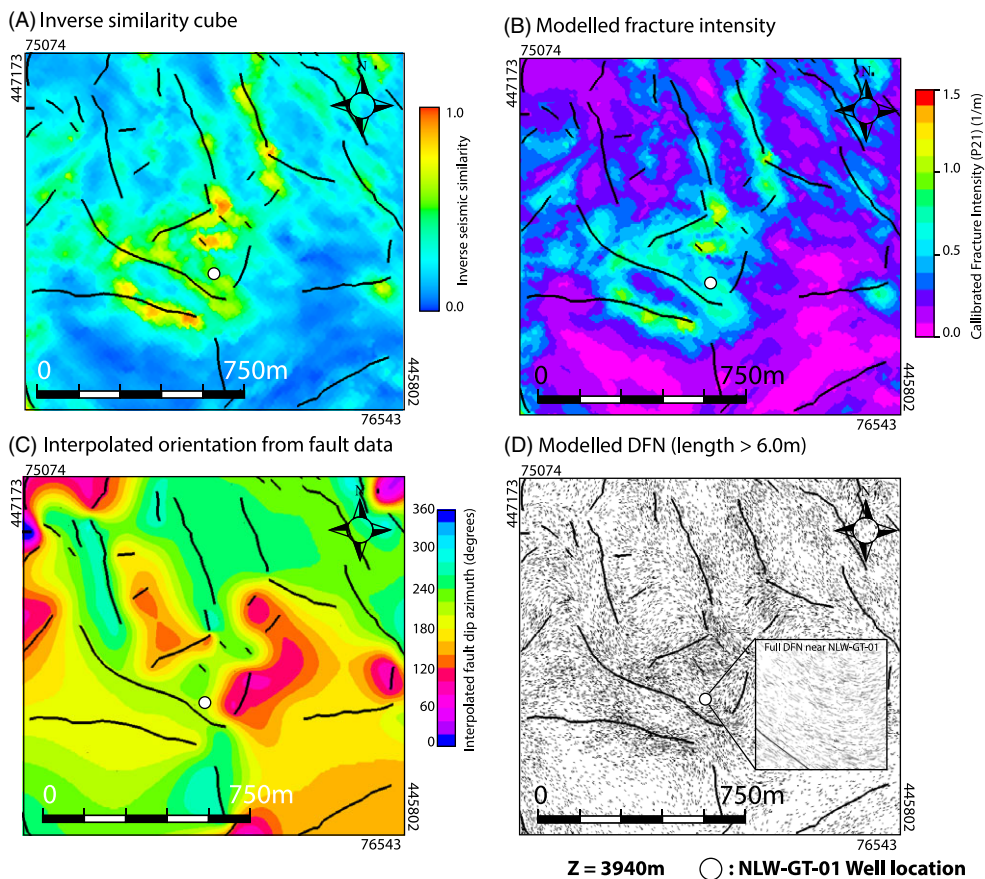 (A) Inverse similarity cube
75074
447173
N
1.0
Inverse seismic similarity
0.0
0
750m
445802
76543
(B) Modelled fracture intensity
75074
447173
N
1.5
1.0
0.5
0.0
Callibrated Fracture Intensity (P21) (1/m)
0
750m
445802
76543
(C) Interpolated orientation from fault data
75074
447173
N
360
300
240
180
120
60
0
Interpolated fault dip azimuth (degrees)
0
750m
445802
76543
(D) Modelled DFN (length > 6.0m)
75074
447173
N
Full DFN near NLW-GT-01
0
750m
445802
76543
Z = 3940m
: NLW-GT-01 Well location